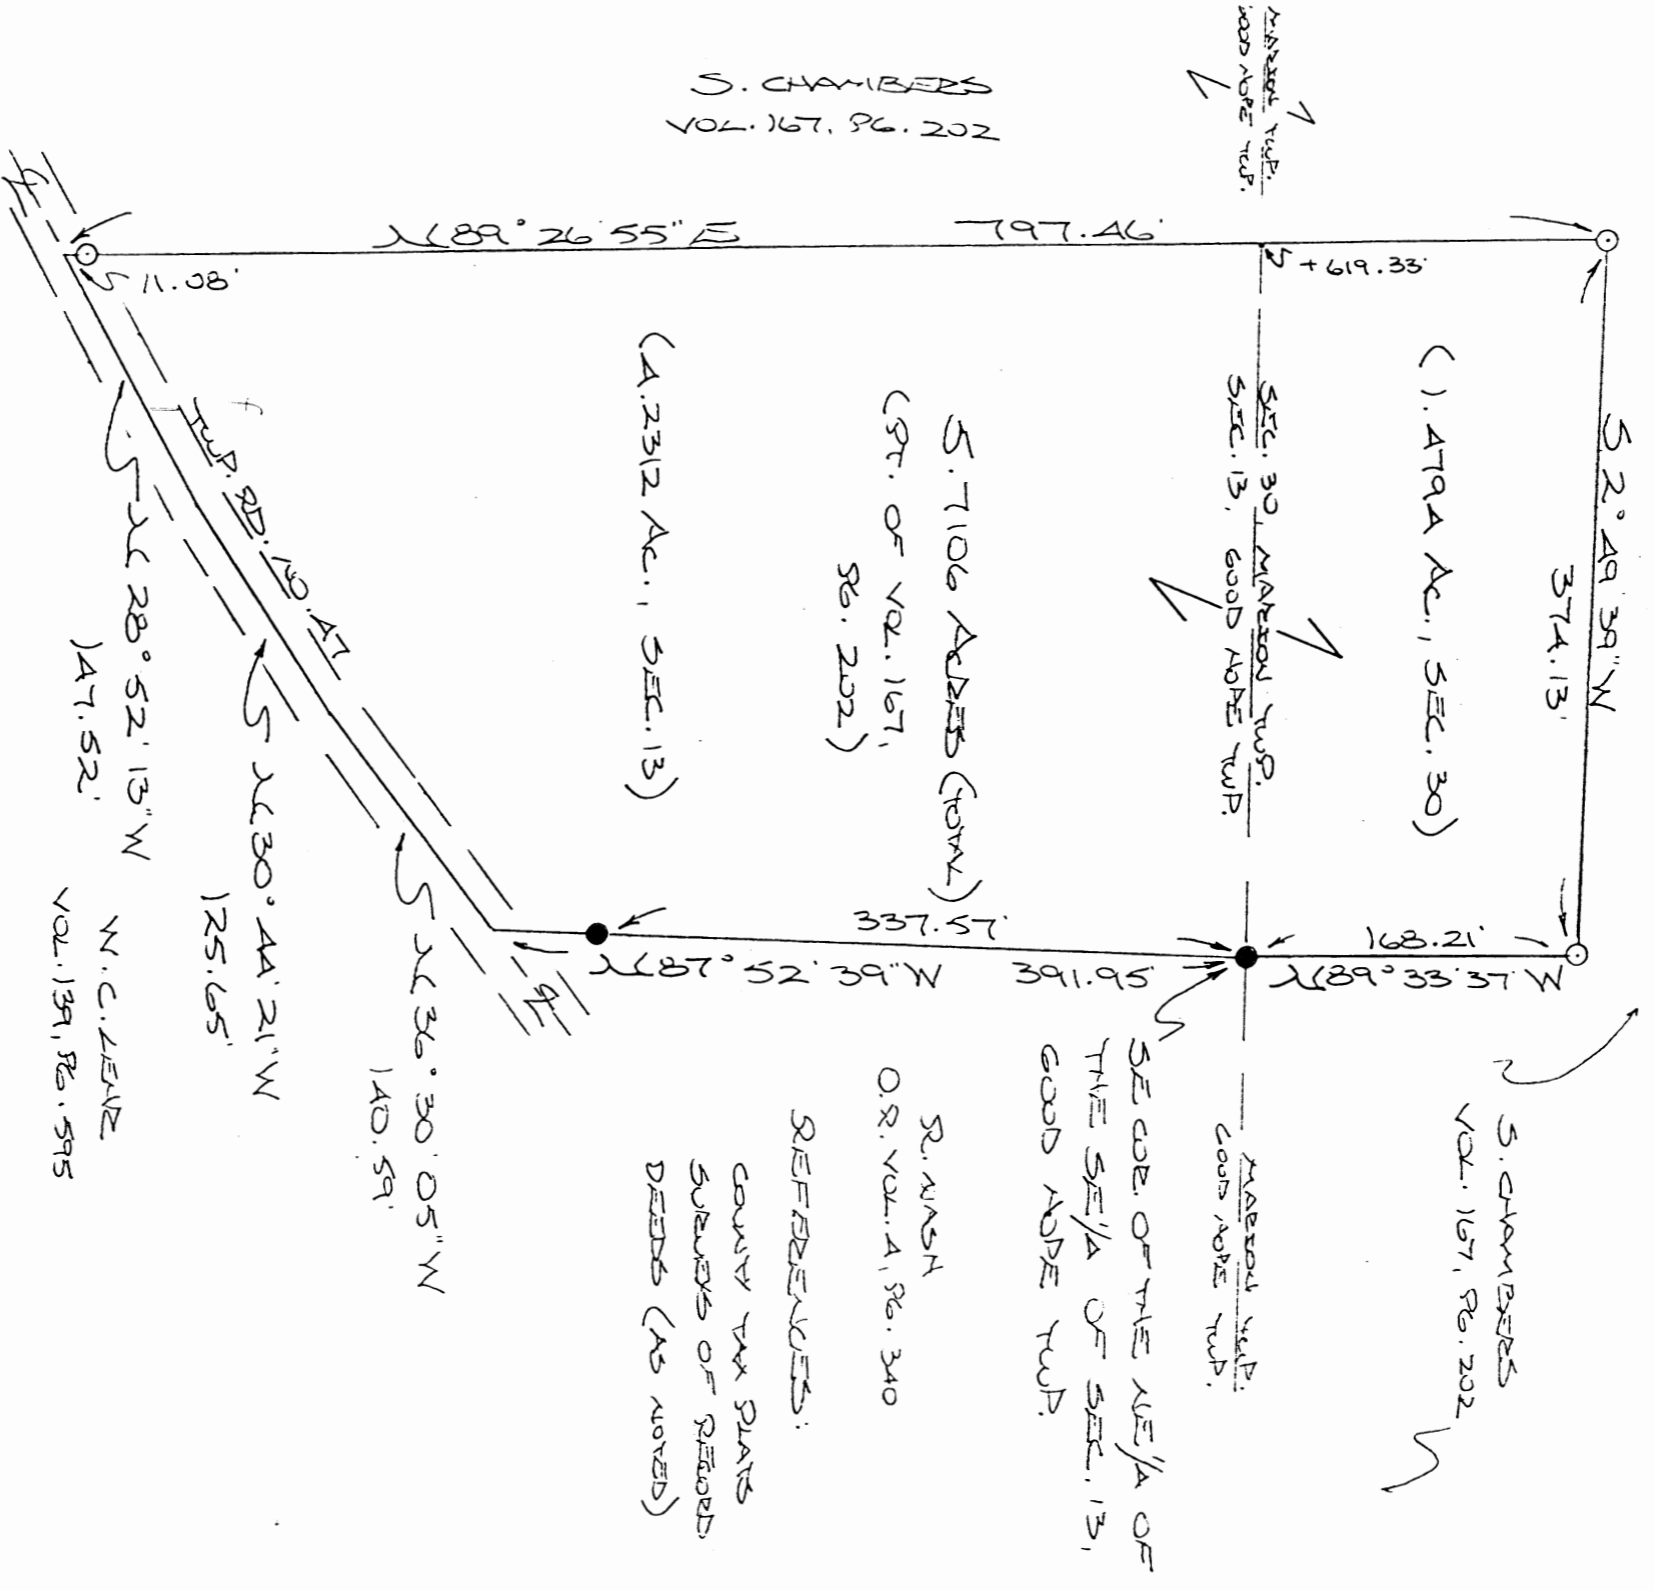 S. CHAMBERS
VOL. 167, PG. 202
MARION TWP.
GOOD HOPE TWP.
N 89° 26' 55" E
797.46'
11.08'
+619.33'
S 2° 49' 39" W
374.13'
(1.4794 AC., SEC. 30)
SEC. 30, MARION TWP.
SEC. 13, GOOD HOPE TWP.
5.7106 ACRES (TOTAL)
(PT. OF VOL. 167,
PG. 202)
(4.2312 AC., SEC. 13)
TWP. RD. NO. 47
℄
337.57'
168.21'
N 87° 52' 39" W
391.95'
N 89° 33' 37" W
℄
N 28° 52' 13" W
147.52'
N 30° 44' 21" W
125.65'
N 36° 30' 05" W
140.59'
W. C. LENZ
VOL. 139, PG. 595
S. CHAMBERS
VOL. 167, PG. 202
MARION TWP.
GOOD HOPE TWP.
SE COR. OF THE NE 1/4 OF
THE SE 1/4 OF SEC. 13,
GOOD HOPE TWP.
R. NASH
O.R. VOL. 4, PG. 340
REFERENCES:
COUNTY TAX PLATS
SURVEYS OF RECORD
DEEDS (AS NOTED)